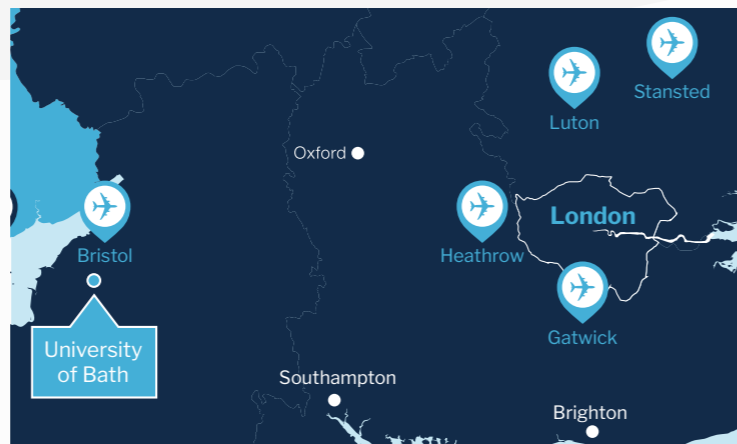 Stansted
Luton
Oxford
London
Bristol
Heathrow
Gatwick
University
of Bath
Southampton
Brighton